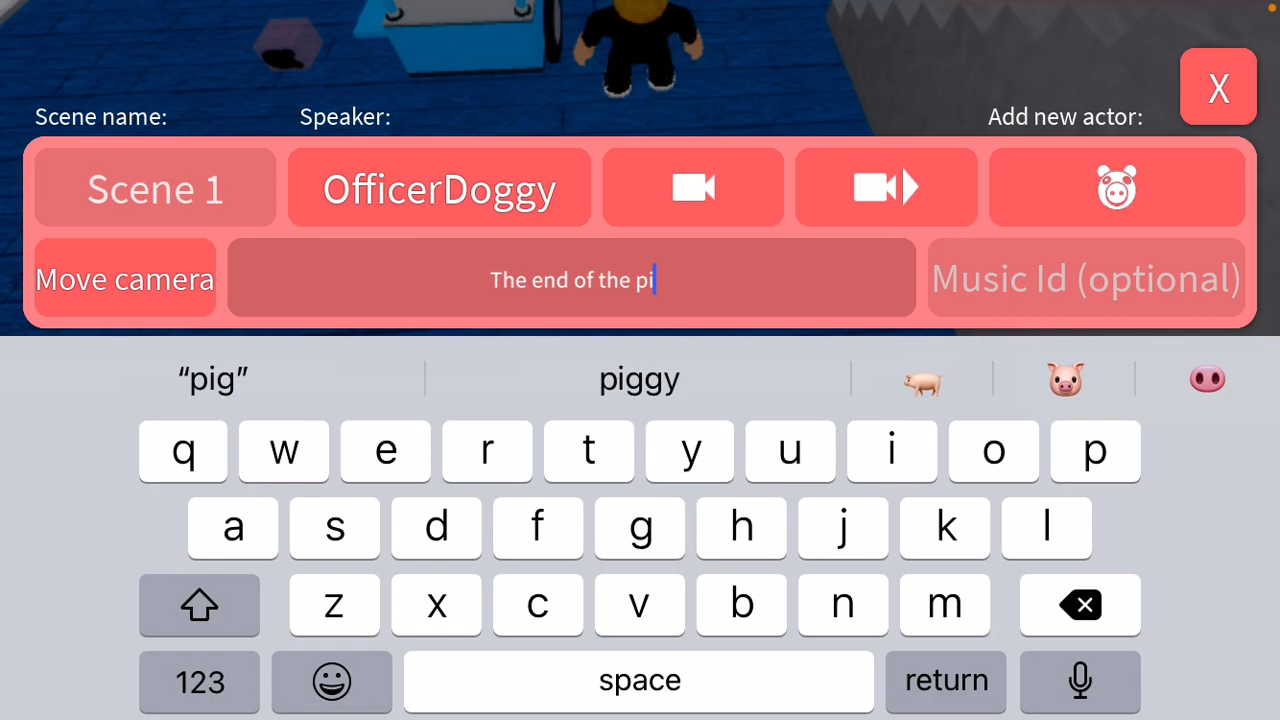 X
Scene name: Speaker: Add new actor:
Scene 1 OfficerDoggy
Move camera The end of the pi Music Id (optional)
“pig” piggy
q w e r t y u i o p
a s d f g h j k l
z x c v b n m
123 space return